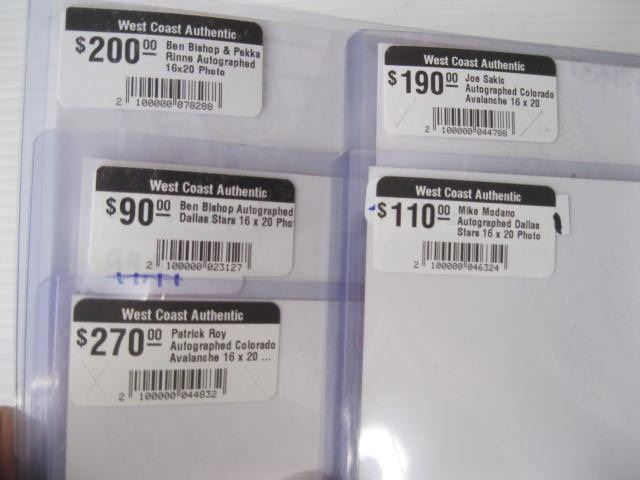 West Coast Authentic
$200 00 Ben Bishop & Pekka
Rinne Autographed
16x20 Photo
2 100000 078288
West Coast Authentic
$190 00 Joe Sakic
Autographed Colorado
Avalanche 16 x 20
2 100000 044788
West Coast Authentic
$90 00 Ben Bishop Autographed
Dallas Stars 16 x 20 Pho
2 100000 023127
West Coast Authentic
$110 00 Mike Modano
Autographed Dallas
Stars 16 x 20 Photo
2 100000 046324
West Coast Authentic
$270 00 Patrick Roy
Autographed Colorado
Avalanche 16 x 20 ...
2 100000 044832